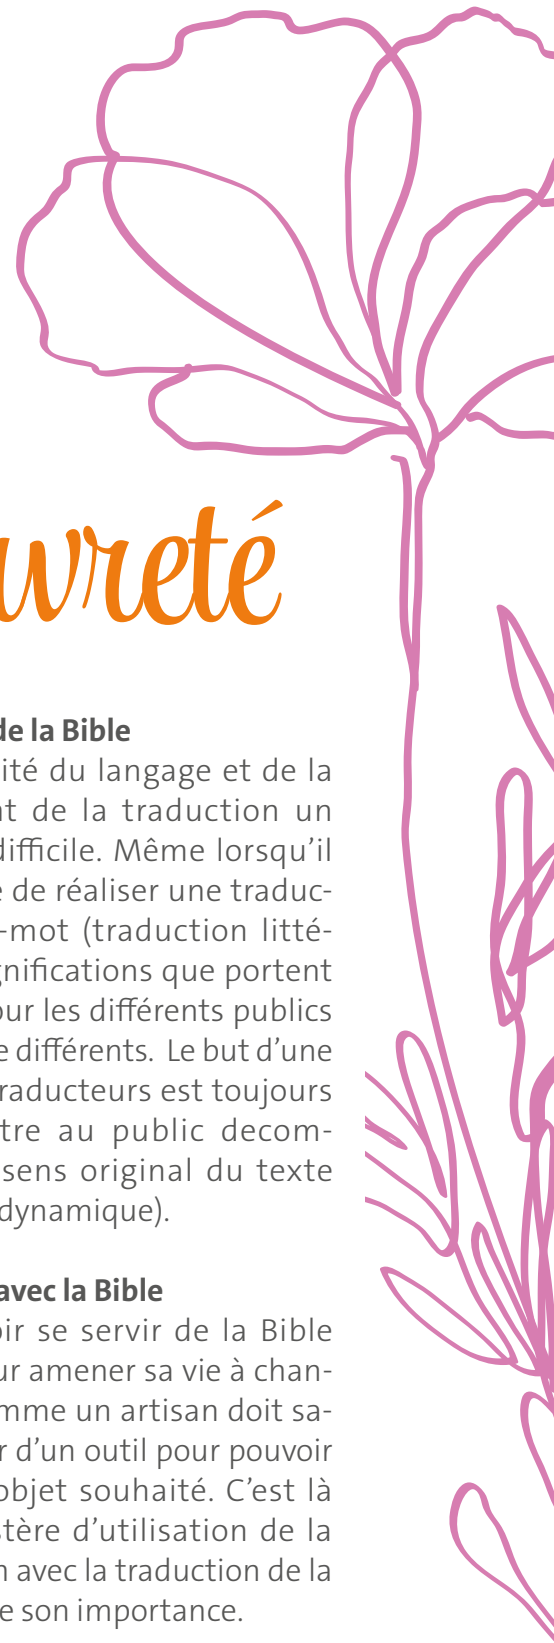 uvreté
de la Bible
ité du langage et de la
nt de la traduction un
difficile. Même lorsqu’il
e de réaliser une traduc-
-mot (traduction litté-
gnifications que portent
our les différents publics
e différents. Le but d’une
raducteurs est toujours
tre au public decom-
sens original du texte
dynamique).
avec la Bible
oir se servir de la Bible
ur amener sa vie à chan-
mme un artisan doit sa-
r d’un outil pour pouvoir
objet souhaité. C’est là
stère d’utilisation de la
n avec la traduction de la
e son importance.